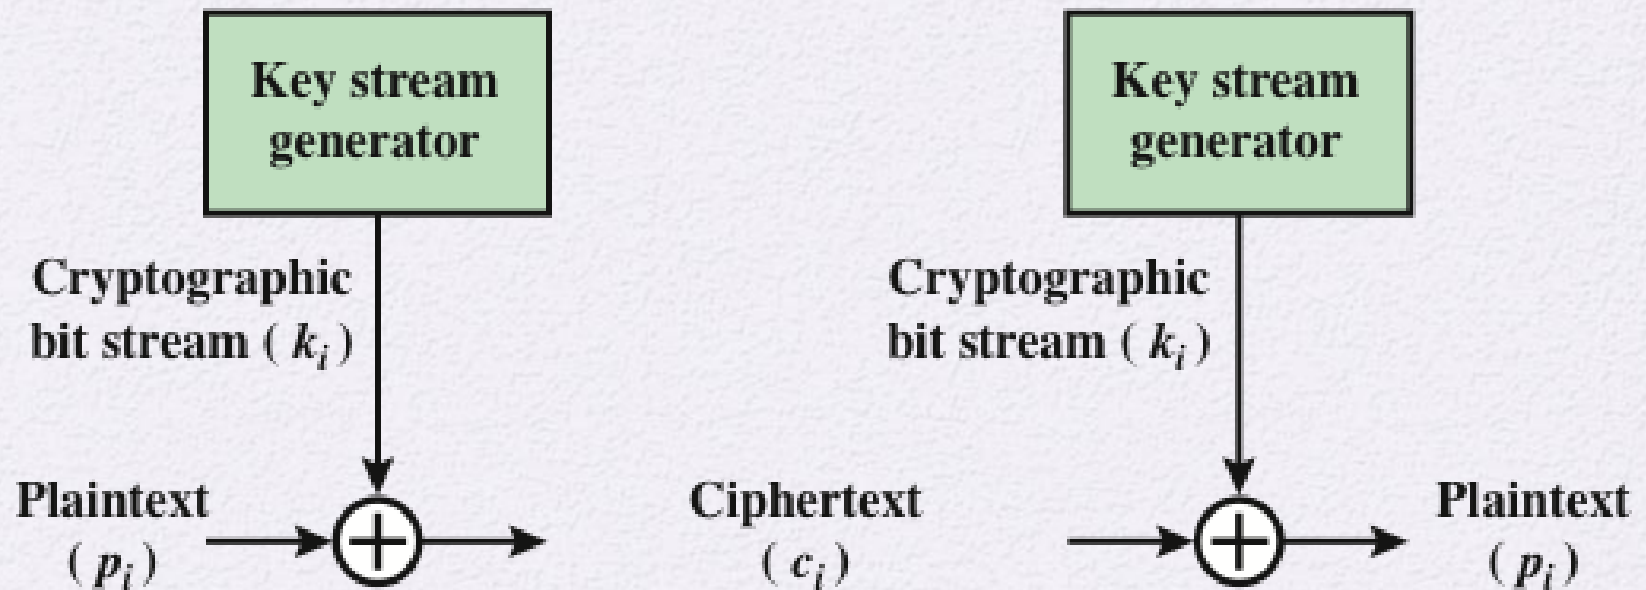 Key stream
generator
Key stream
generator
Cryptographic
bit stream ( kᵢ )
Cryptographic
bit stream ( kᵢ )
Plaintext
( pᵢ )
Ciphertext
( cᵢ )
Plaintext
( pᵢ )